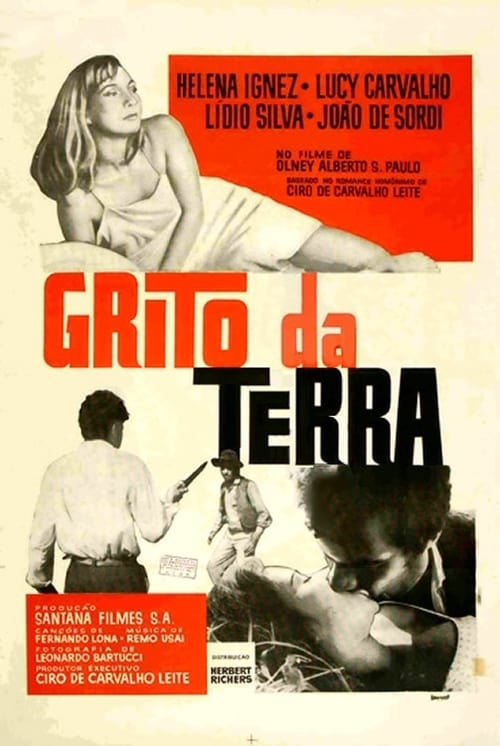 HELENA IGNEZ • LUCY CARVALHO
LÍDIO SILVA • JOÃO DE SORDI
NO FILME DE
OLNEY ALBERTO S. PAULO
BASEADO NO ROMANCE HOMÔNIMO DE
CIRO DE CARVALHO LEITE
GRITO da
TERRA
PRODUÇÃO
SANTANA FILMES S.A.
CANÇÕES DE MÚSICA DE
FERNANDO LONA • REMO USAI
FOTOGRAFIA DE
LEONARDO BARTUCCI
PRODUTOR EXECUTIVO
CIRO DE CARVALHO LEITE
DISTRIBUIÇÃO
HERBERT
RICHERS